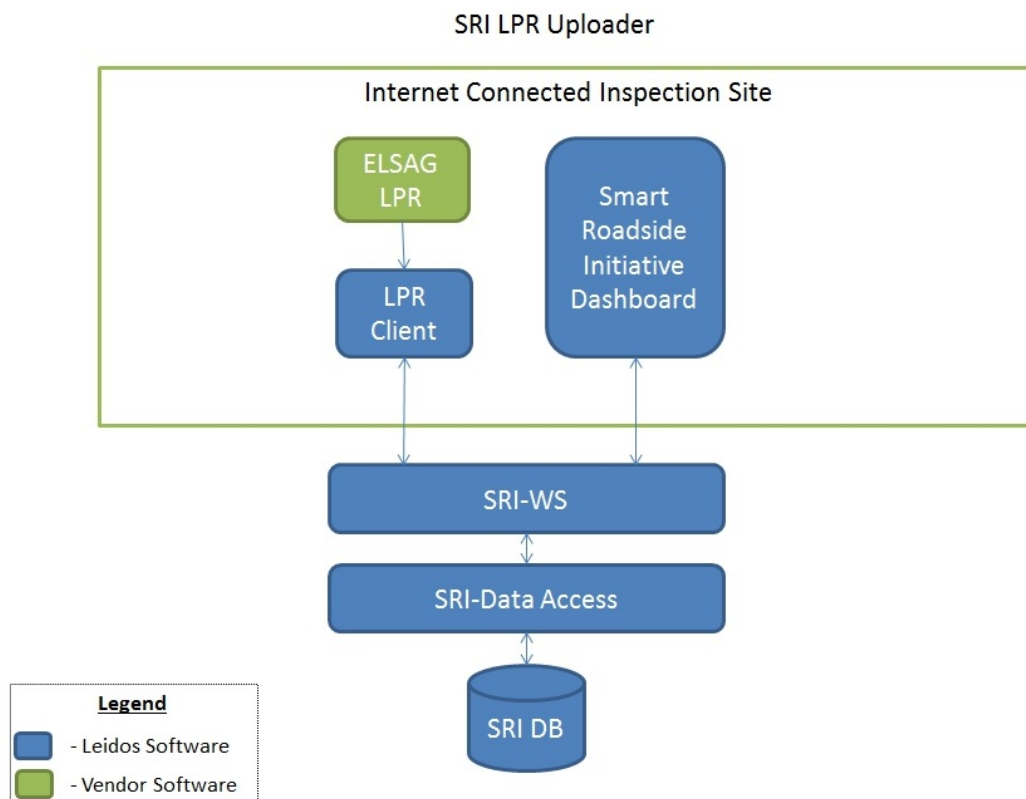 SRI LPR Uploader
Internet Connected Inspection Site
ELSAG
LPR
Smart
Roadside
Initiative
Dashboard
LPR
Client
SRI-WS
SRI-Data Access
SRI DB
Legend
- Leidos Software
- Vendor Software